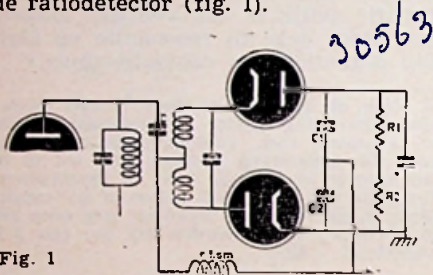 de ratiodetector (fig. 1).
30563
C1
R1
C2
R2
Fig. 1